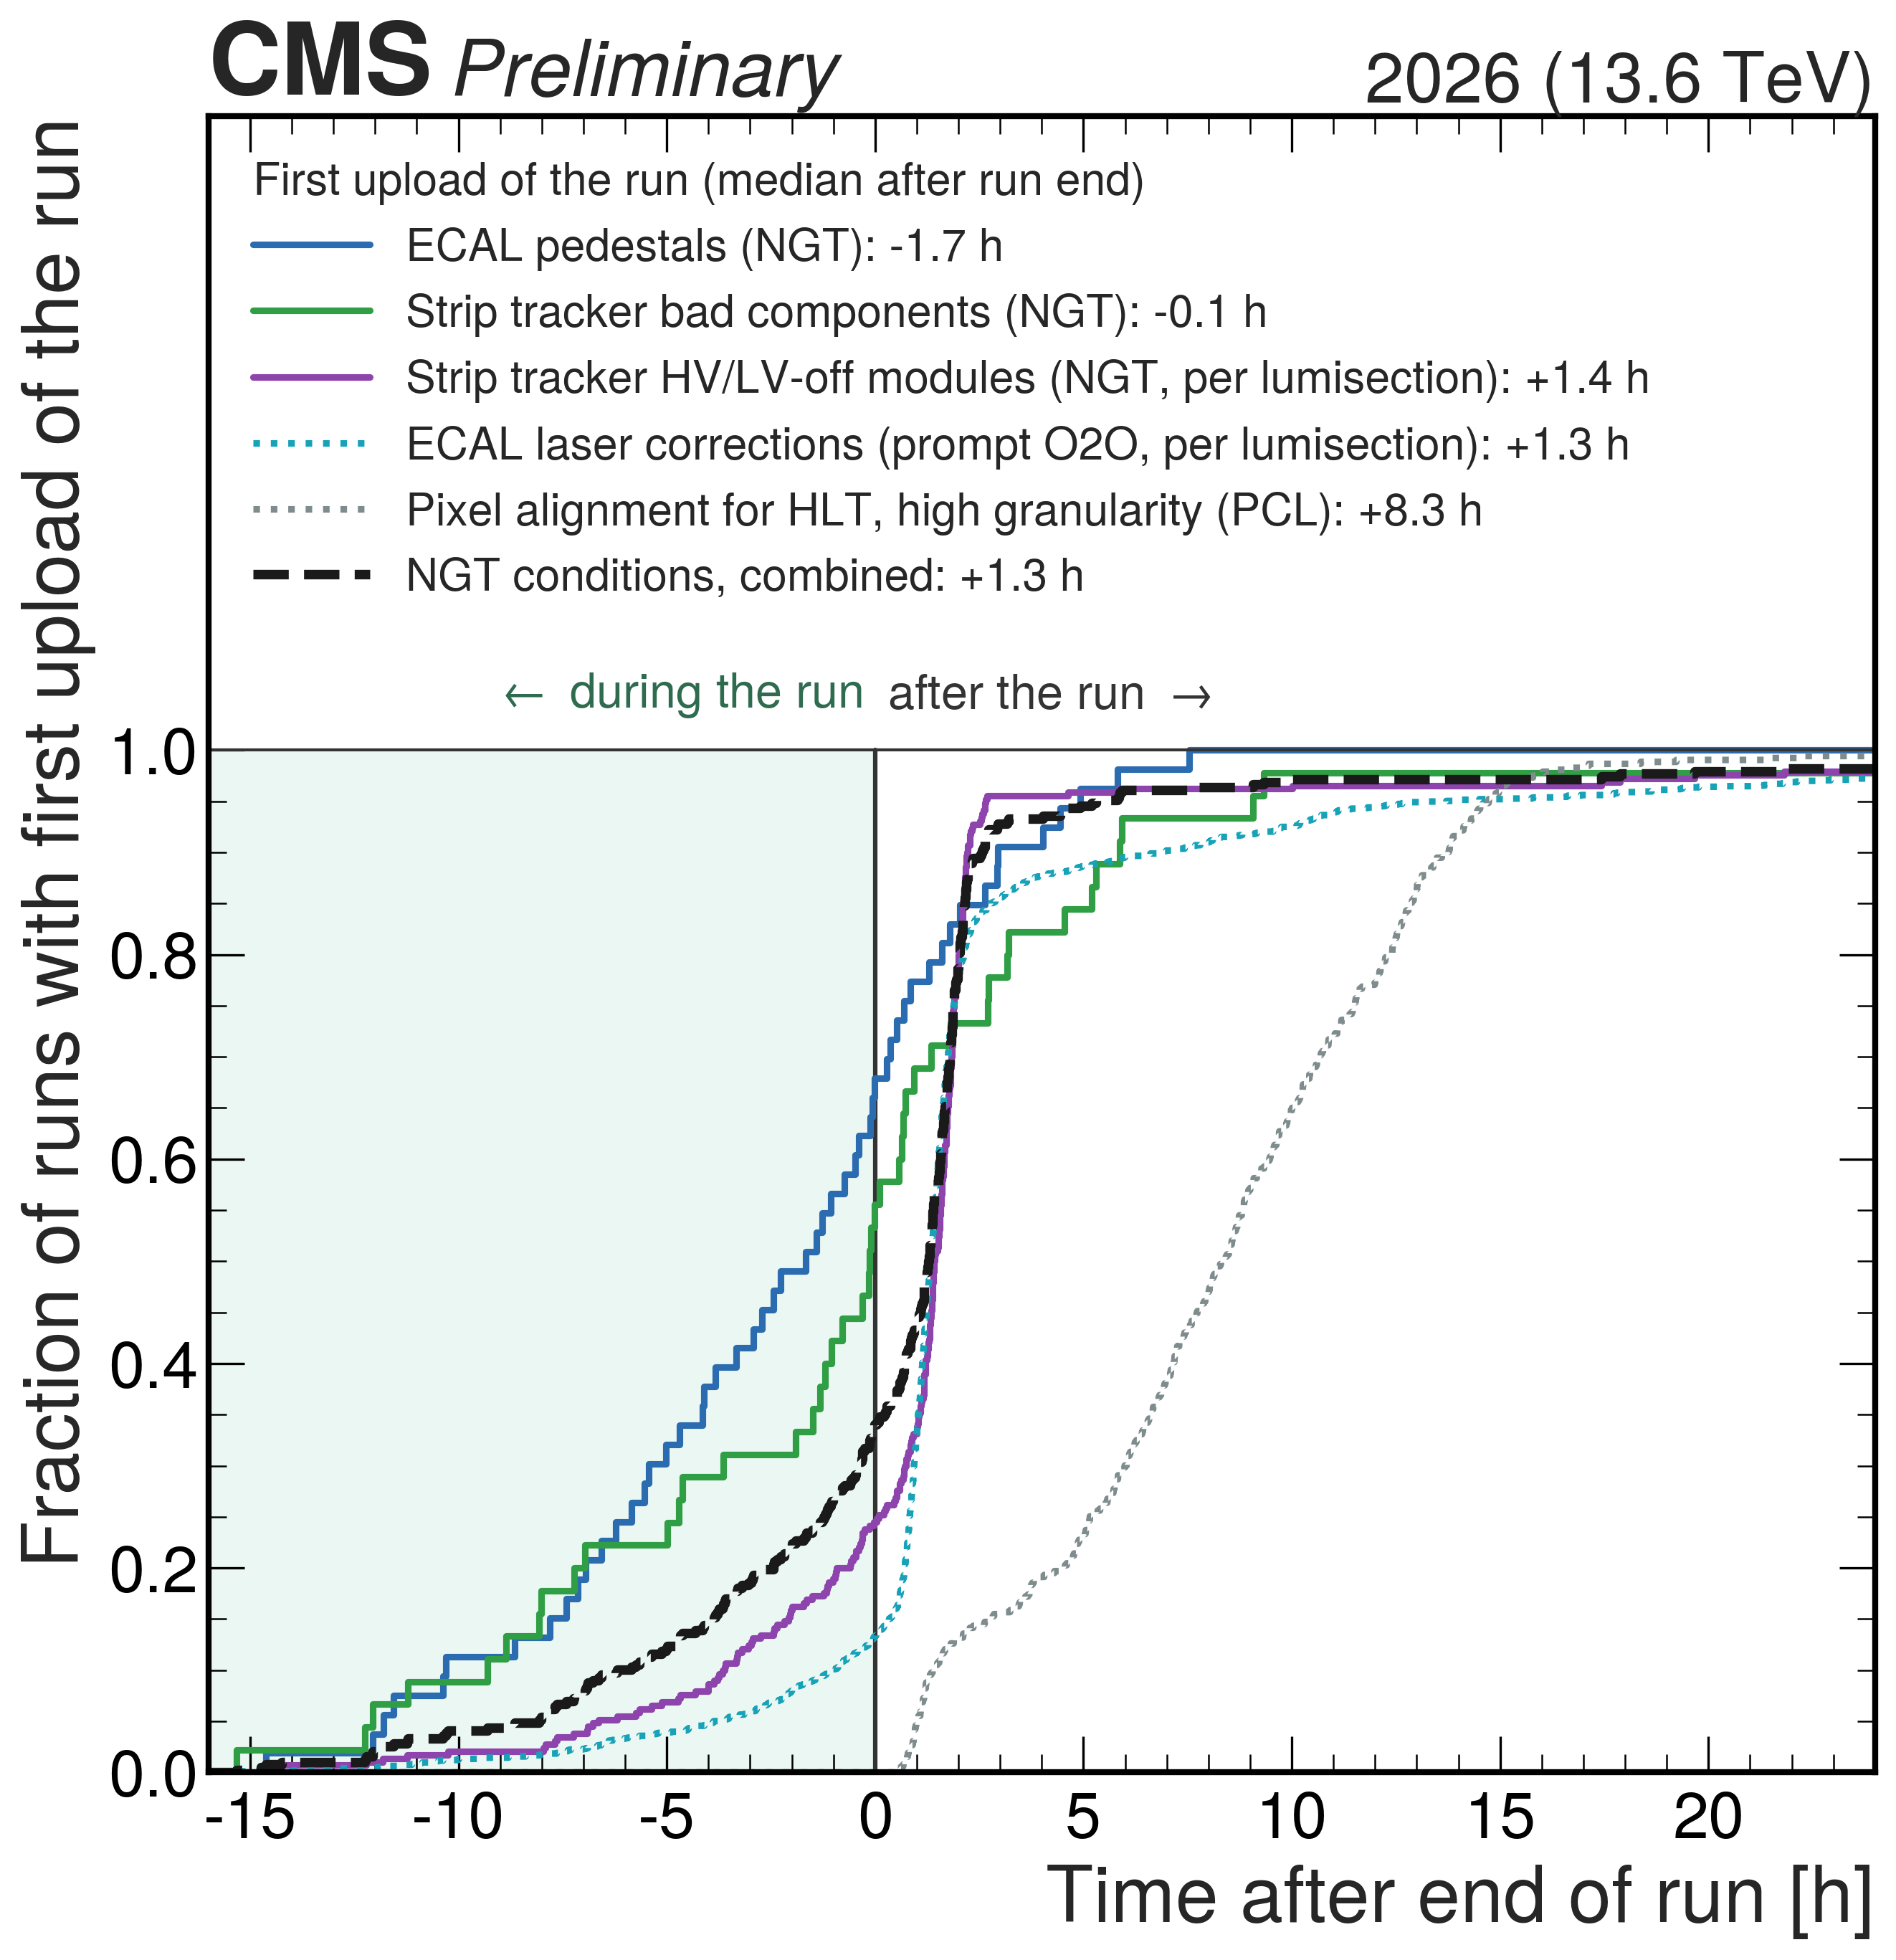 CMS Preliminary 2026 (13.6 TeV)
First upload of the run (median after run end)
ECAL pedestals (NGT): -1.7 h
Strip tracker bad components (NGT): -0.1 h
Strip tracker HV/LV-off modules (NGT, per lumisection): +1.4 h
ECAL laser corrections (prompt O2O, per lumisection): +1.3 h
Pixel alignment for HLT, high granularity (PCL): +8.3 h
NGT conditions, combined: +1.3 h
← during the run after the run →
Fraction of runs with first upload of the run
1.0
0.8
0.6
0.4
0.2
0.0
-15 -10 -5 0 5 10 15 20
Time after end of run [h]